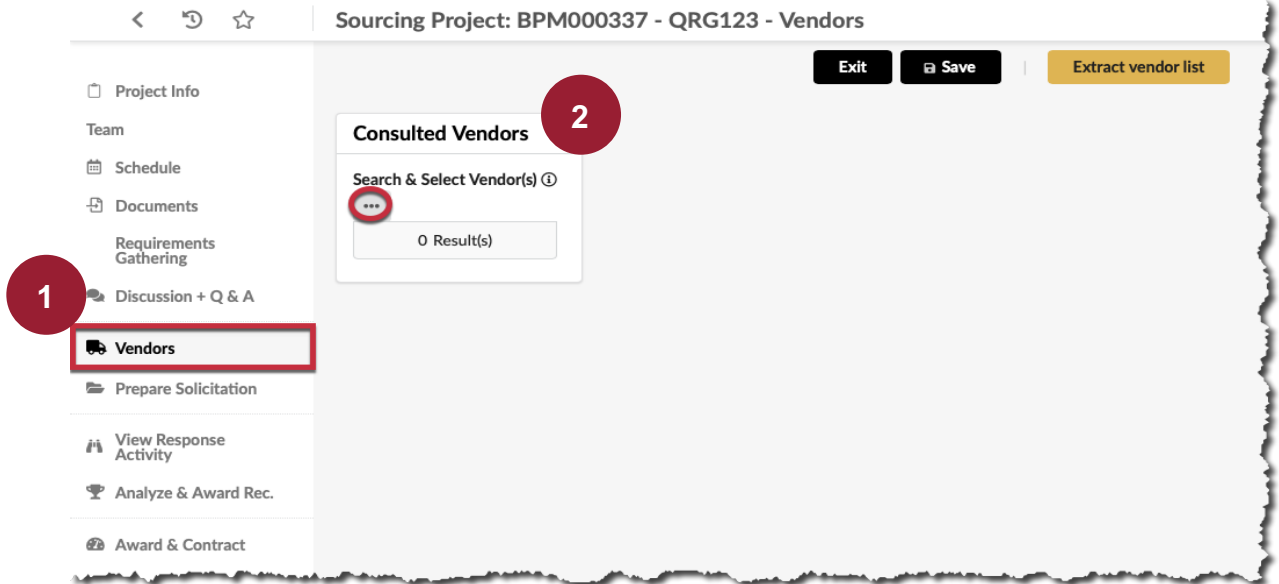 Sourcing Project: BPM000337 - QRG123 - Vendors
Exit
Save
Extract vendor list
Project Info
Team
Schedule
Documents
Requirements
Gathering
Discussion + Q & A
1
Vendors
Prepare Solicitation
View Response
Activity
Analyze & Award Rec.
Award & Contract
2
Consulted Vendors
Search & Select Vendor(s)
0 Result(s)